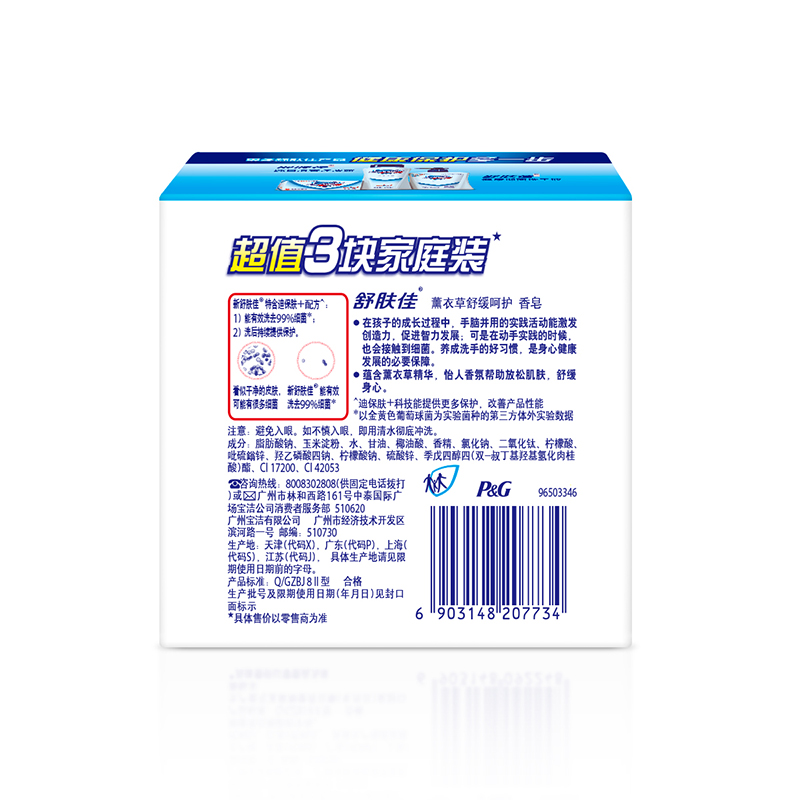 超值3块家庭装★
新舒肤佳®特含迪保肤+配方^:
1) 能有效洗去99%细菌*;
2) 洗后持续提供保护。
看似干净的皮肤,
可能有很多细菌
新舒肤佳®能有效
洗去99%细菌*
舒肤佳® 薰衣草舒缓呵护 香皂
● 在孩子的成长过程中，手脑并用的实践活动能激发
创造力，促进智力发展；可是在动手实践的时候，
也会接触到细菌。养成洗手的好习惯，是身心健康
发展的必要保障。
● 蕴含薰衣草精华，怡人香氛帮助放松肌肤，舒缓
身心。
^迪保肤+科技能提供更多保护，改善产品性能
*以金黄色葡萄球菌为实验菌种的第三方体外实验数据
注意：避免入眼。如不慎入眼，即用清水彻底冲洗。
成分：脂肪酸钠、玉米淀粉、水、甘油、椰油酸、香精、氯化钠、二氧化钛、柠檬酸、
吡硫鎓锌、羟乙磷酸四钠、柠檬酸钠、硫酸锌、季戊四醇四(双-叔丁基羟基氢化肉桂
酸)酯、CI 17200、CI 42053
☎咨询热线：8008302808(供固定电话拨打
)或✉广州市林和西路161号中泰国际广
场宝洁公司消费者服务部 510620
广州宝洁有限公司 广州市经济技术开发区
滨河路一号 邮编：510730
生产地：天津(代码X)，广东(代码P)，上海(
代码S)，江苏(代码J)， 具体生产地请见限
期使用日期前的字母。
产品标准：Q/GZBJ 8 II型 合格
生产批号及限期使用日期(年月日)见封口
面标示
★具体售价以零售商为准
P&G
96503346
6 903148 207734